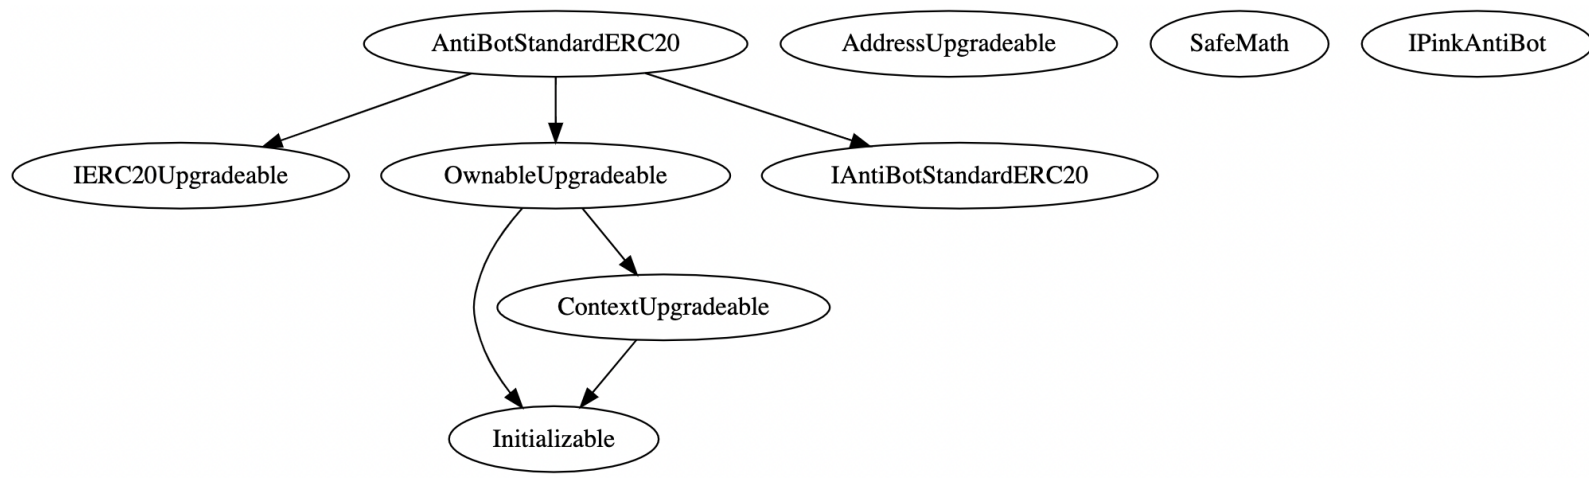 AntiBotStandardERC20
AddressUpgradeable
SafeMath
IPinkAntiBot
IERC20Upgradeable
OwnableUpgradeable
IAntiBotStandardERC20
ContextUpgradeable
Initializable